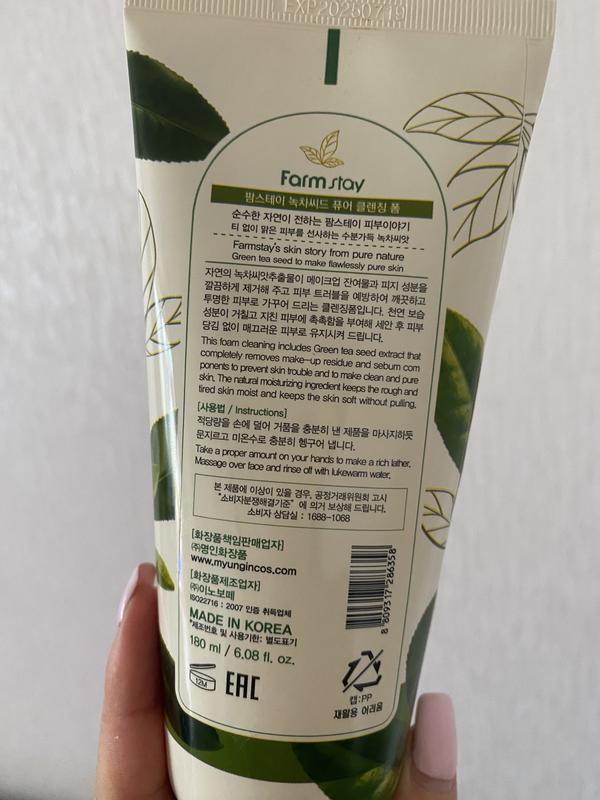 EXP20260719
Farmstay
팜스테이 녹차씨드 퓨어 클렌징 폼
순수한 자연이 전하는 팜스테이 피부이야기
티 없이 맑은 피부를 선사하는 수분가득 녹차씨앗
Farmstay's skin story from pure nature
Green tea seed to make flawlessly pure skin
자연의 녹차씨앗추출물이 메이크업 잔여물과 피지 성분을
깔끔하게 제거해 주고 피부 트러블을 예방하여 깨끗하고
투명한 피부로 가꾸어 드리는 클렌징폼입니다. 천연 보습
성분이 거칠고 지친 피부에 촉촉함을 부여해 세안 후 피부
당김 없이 매끄러운 피부로 유지시켜 드립니다.
This foam cleaning includes Green tea seed extract that
completely removes make-up residue and sebum com
ponents to prevent skin trouble and to make clean and pure
skin. The natural moisturizing ingredient keeps the rough and
tired skin moist and keeps the skin soft without pulling.
[사용법 / Instructions]
적당량을 손에 덜어 거품을 충분히 낸 제품을 마사지하듯
문지르고 미온수로 충분히 헹구어 냅니다.
Take a proper amount on your hands to make a rich lather.
Massage over face and rinse off with lukewarm water.
본 제품에 이상이 있을 경우, 공정거래위원회 고시
"소비자분쟁해결기준" 에 의거 보상해 드립니다.
소비자 상담실 : 1688-1068
[화장품책임판매업자]
(주)명인화장품
www.myungincos.com
[화장품제조업자]
(주)이노보떼
ISO22716 : 2007 인증 취득업체
MADE IN KOREA
*제조번호 및 사용기한: 별도표기
180 ml / 6.08 fl. oz.
12M
EAC
8 809317 286358
캡:PP
재활용 어려움